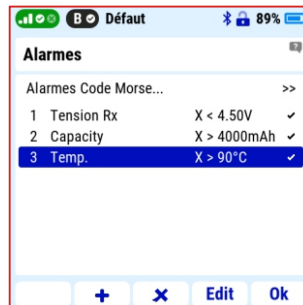 B Défaut 89%
Alarmes
Alarmes Code Morse... >>
1 Tension Rx X < 4.50V ✔
2 Capacity X > 4000mAh ✔
3 Temp. X > 90°C ✔
+ × Edit Ok